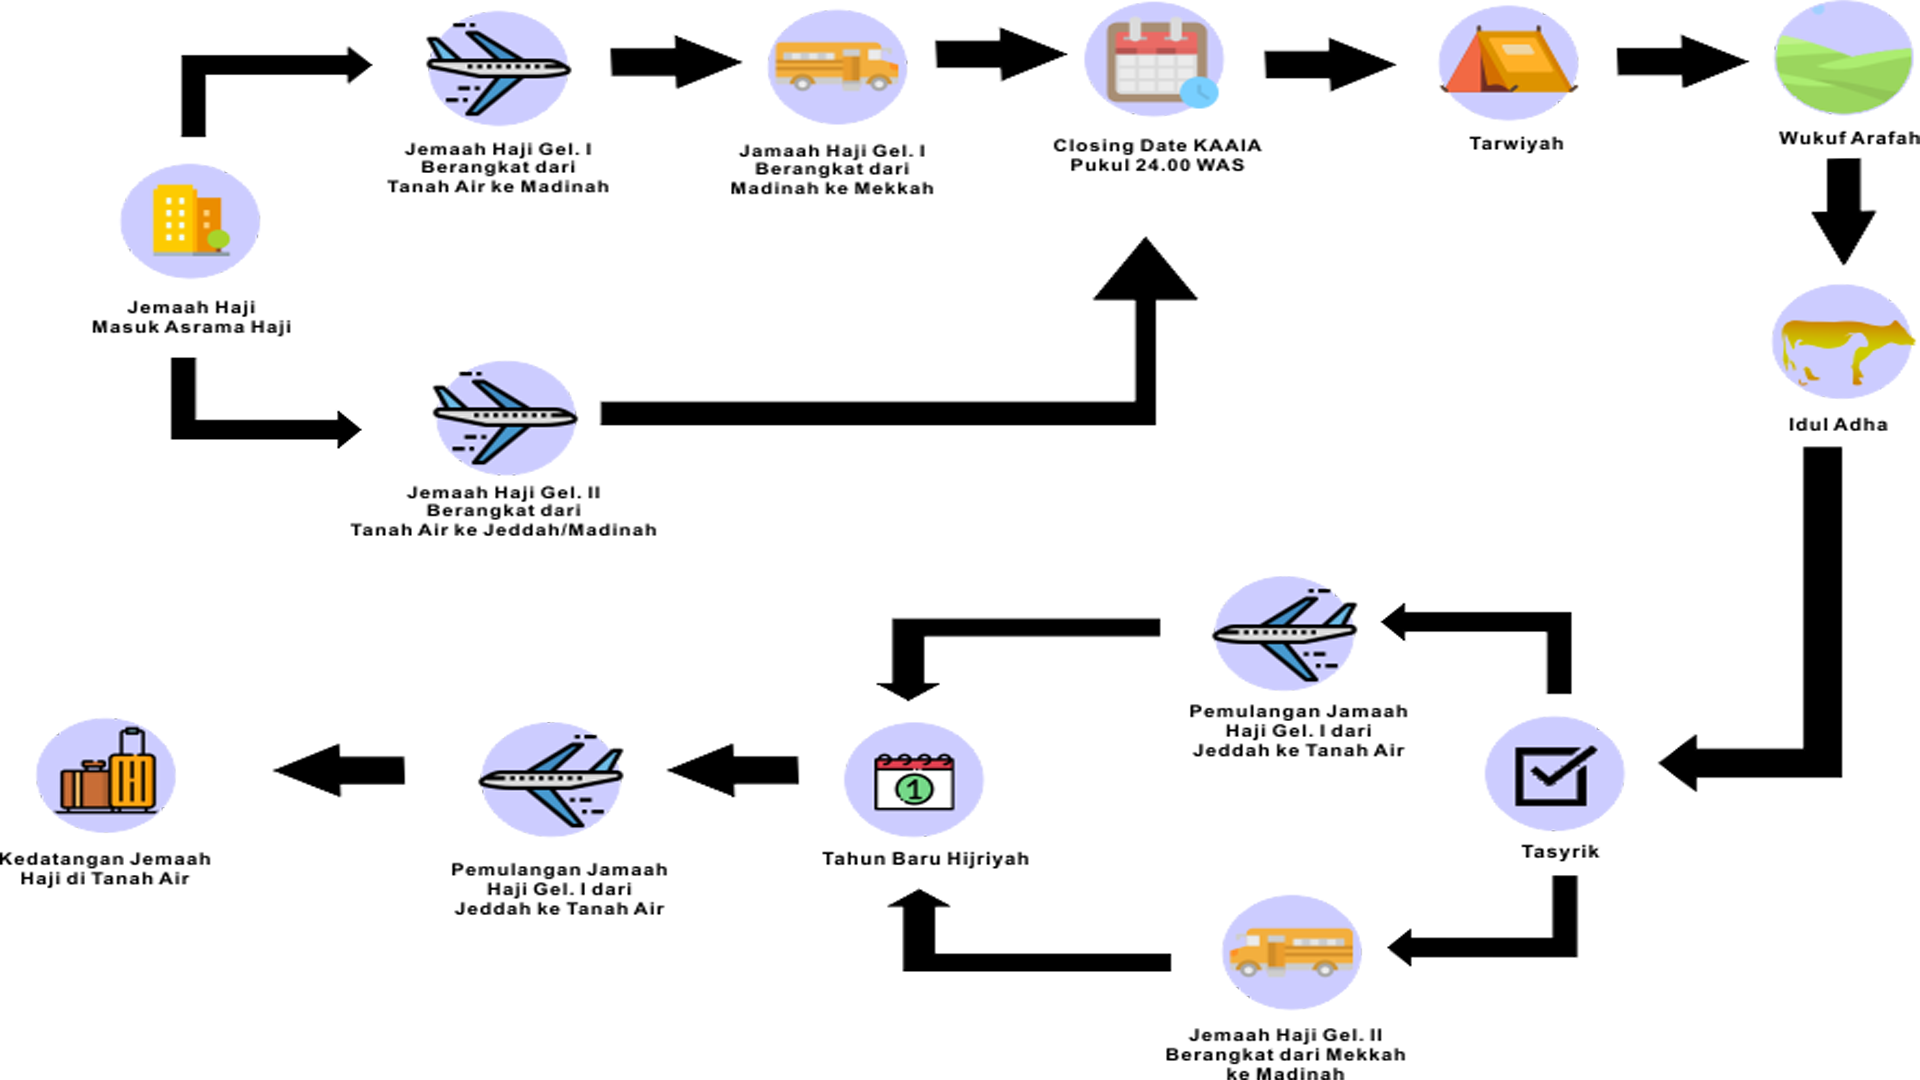 Jemaah Haji
Masuk Asrama Haji
Jemaah Haji Gel. I
Berangkat dari
Tanah Air ke Madinah
Jamaah Haji Gel. I
Berangkat dari
Madinah ke Mekkah
Closing Date KAAIA
Pukul 24.00 WAS
Tarwiyah
Wukuf Arafah
Jemaah Haji Gel. II
Berangkat dari
Tanah Air ke Jeddah/Madinah
Idul Adha
Tasyrik
Pemulangan Jamaah
Haji Gel. I dari
Jeddah ke Tanah Air
Jemaah Haji Gel. II
Berangkat dari Mekkah
ke Madinah
1
Tahun Baru Hijriyah
Pemulangan Jamaah
Haji Gel. I dari
Jeddah ke Tanah Air
Kedatangan Jemaah
Haji di Tanah Air